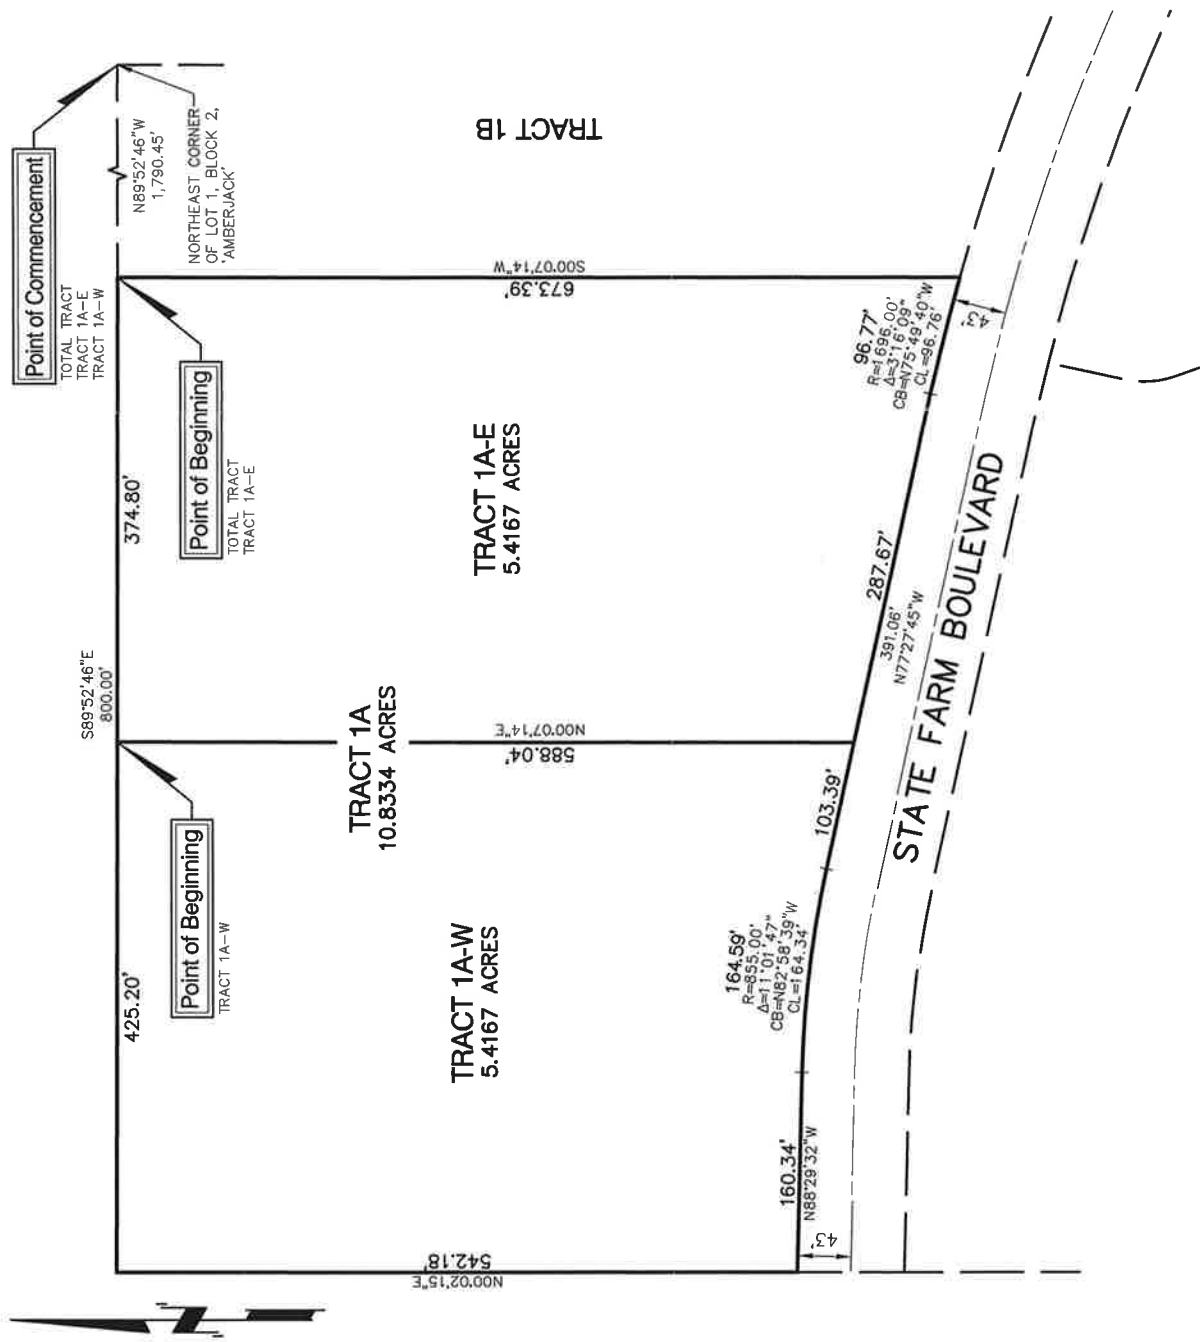 Point of Commencement
TOTAL TRACT
TRACT 1A-E
TRACT 1A-W
N89°52'46"W
1,790.45'
NORTHEAST CORNER
OF LOT 1, BLOCK 2,
'AMBERJACK'
TRACT 1B
S89°52'46"E
800.00'
374.80'
425.20'
Point of Beginning
TOTAL TRACT
TRACT 1A-E
Point of Beginning
TRACT 1A-W
S00°07'14"W
673.39'
TRACT 1A-E
5.4167 ACRES
TRACT 1A
10.8334 ACRES
N00°07'14"E
588.04'
TRACT 1A-W
5.4167 ACRES
N00°02'15"E
542.18'
96.77'
R=1696.00'
Δ=3°16'09"
CB=N75°49'40"W
CL=96.76'
43'
287.67'
391.06'
N77°27'45"W
103.39'
164.59'
R=855.00'
Δ=11°01'47"
CB=N82°58'39"W
CL=164.34'
160.34'
N88°29'32"W
43'
STATE FARM BOULEVARD
N